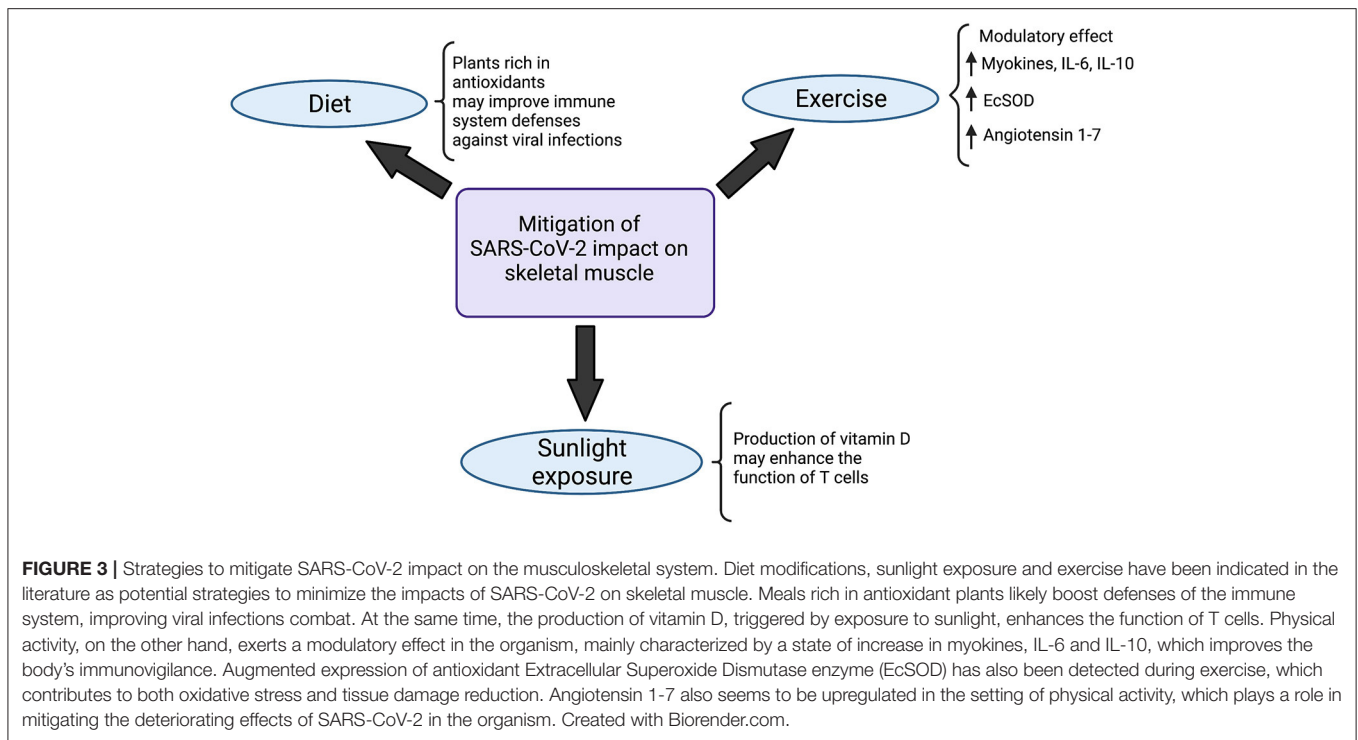 Diet
Plants rich in
antioxidants
may improve immune
system defenses
against viral infections
Exercise
Modulatory effect
Myokines, IL-6, IL-10
EcSOD
Angiotensin 1-7
Mitigation of
SARS-CoV-2 impact on
skeletal muscle
Sunlight
exposure
Production of vitamin D
may enhance the
function of T cells
FIGURE 3 | Strategies to mitigate SARS-CoV-2 impact on the musculoskeletal system. Diet modifications, sunlight exposure and exercise have been indicated in the
literature as potential strategies to minimize the impacts of SARS-CoV-2 on skeletal muscle. Meals rich in antioxidant plants likely boost defenses of the immune
system, improving viral infections combat. At the same time, the production of vitamin D, triggered by exposure to sunlight, enhances the function of T cells. Physical
activity, on the other hand, exerts a modulatory effect in the organism, mainly characterized by a state of increase in myokines, IL-6 and IL-10, which improves the
body's immunovigilance. Augmented expression of antioxidant Extracellular Superoxide Dismutase enzyme (EcSOD) has also been detected during exercise, which
contributes to both oxidative stress and tissue damage reduction. Angiotensin 1-7 also seems to be upregulated in the setting of physical activity, which plays a role in
mitigating the deteriorating effects of SARS-CoV-2 in the organism. Created with Biorender.com.